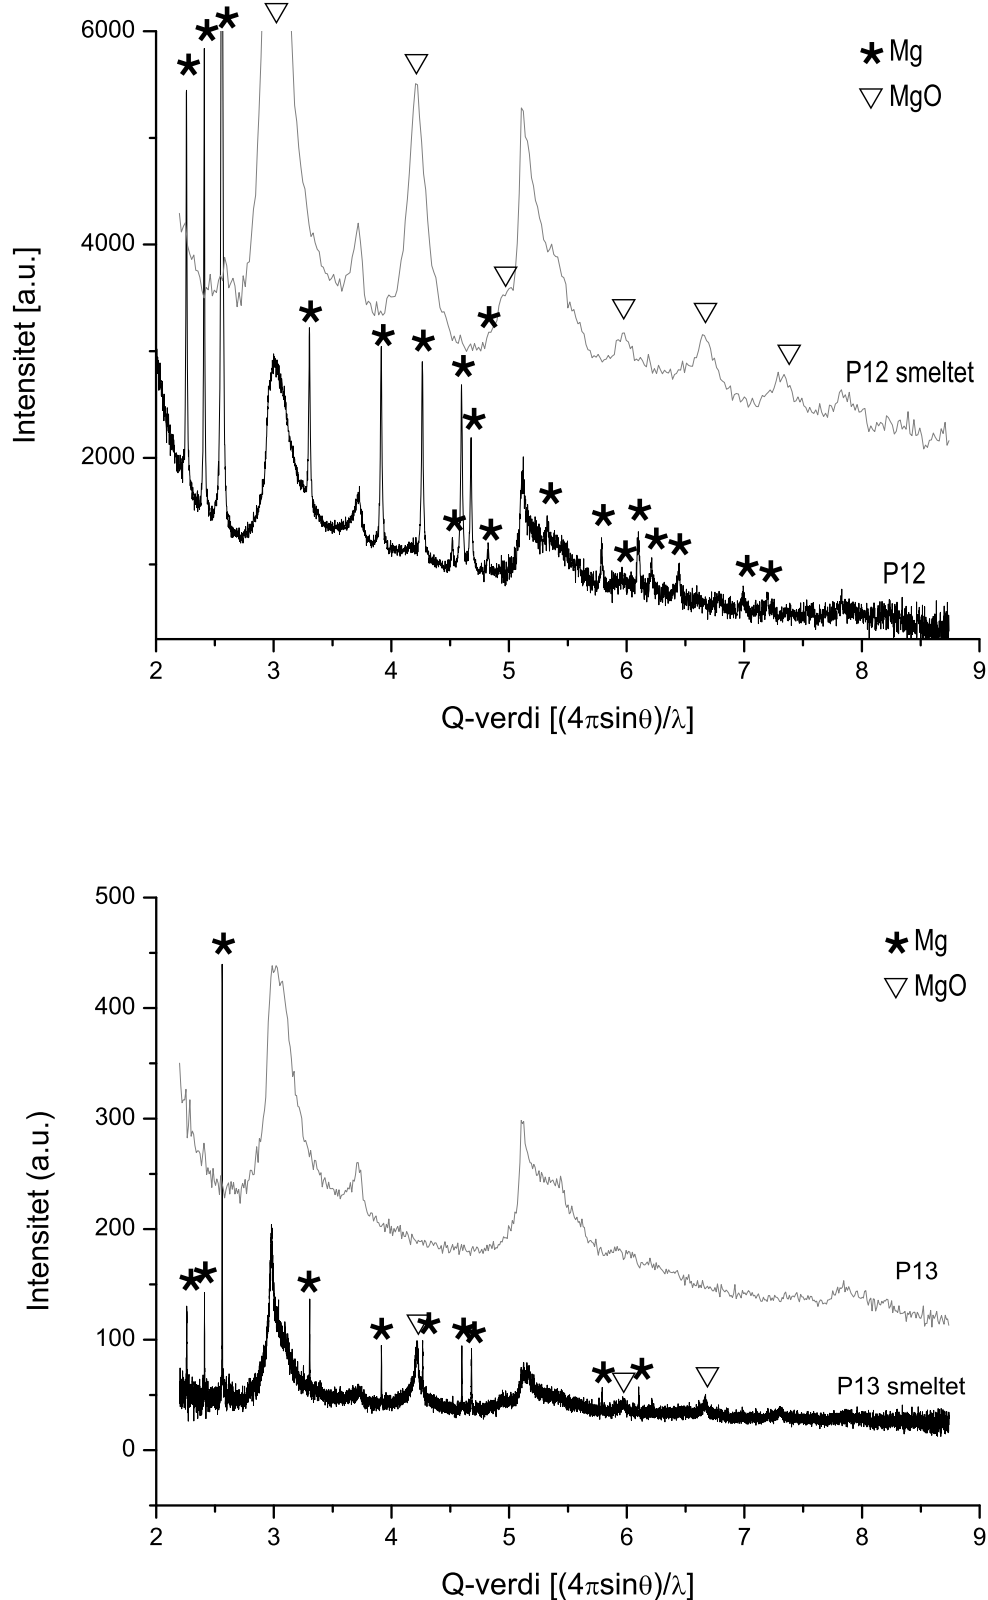 6000
4000
2000
Intensitet [a.u.]
Mg
MgO
P12 smeltet
P12
2 3 4 5 6 7 8 9
Q-verdi [(4πsinθ)/λ]
500
400
300
200
100
0
Intensitet (a.u.)
Mg
MgO
P13
P13 smeltet
2 3 4 5 6 7 8 9
Q-verdi [(4πsinθ)/λ]